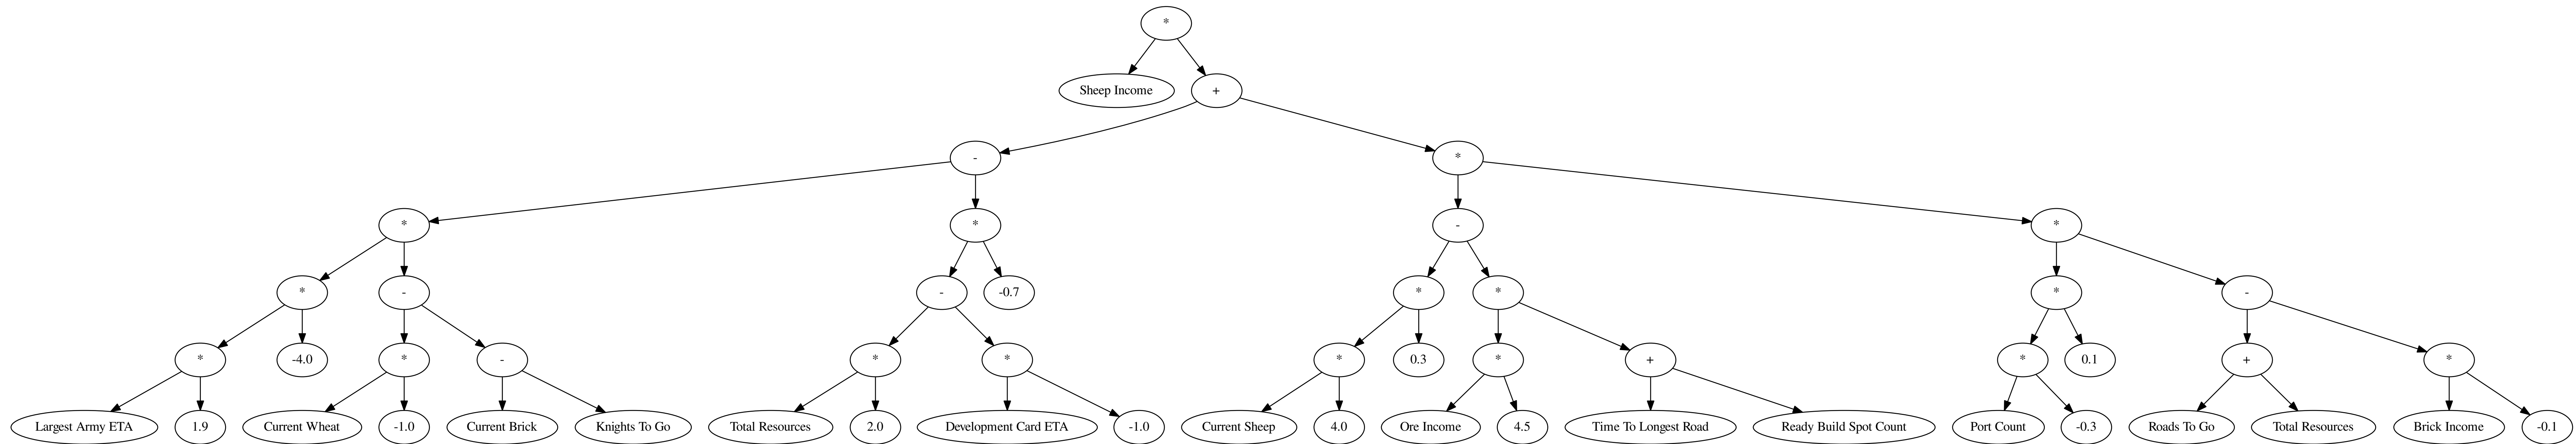 *
Sheep Income
+
-
*
*
*
-
*
*
-
*
-
-0.7
*
*
*
-
*
-4.0
*
-
*
*
*
0.3
*
+
*
0.1
+
*
Largest Army ETA
1.9
Current Wheat
-1.0
Current Brick
Knights To Go
Total Resources
2.0
Development Card ETA
-1.0
Current Sheep
4.0
Ore Income
4.5
Time To Longest Road
Ready Build Spot Count
Port Count
-0.3
Roads To Go
Total Resources
Brick Income
-0.1